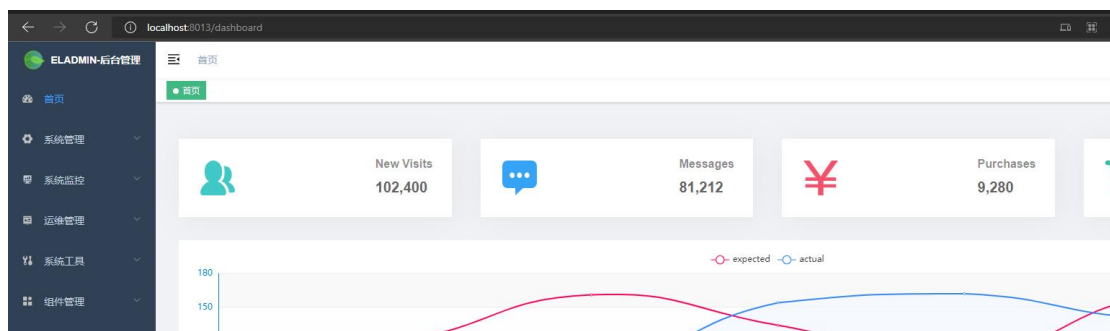 localhost:8013/dashboard
ELADMIN-后台管理
首页
首页
首页
系统管理
系统监控
运维管理
系统工具
组件管理
New Visits
102,400
Messages
81,212
Purchases
9,280
expected
actual
180
150